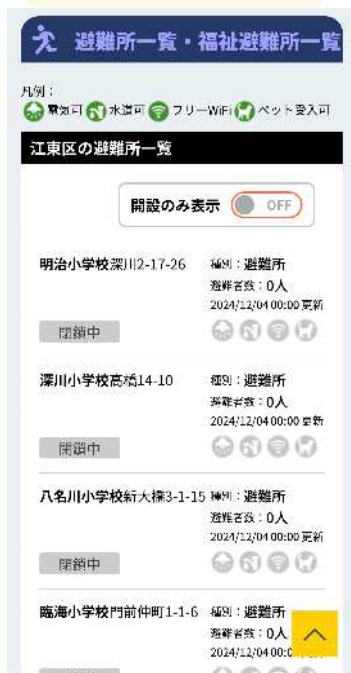 避難所一覧・福祉避難所一覧
凡例：
電気可 水道可 フリーWiFi ペット受入可
江東区の避難所一覧
開設のみ表示 OFF
明治小学校深川2-17-26 種別：避難所
避難者数：0人
2024/12/04 00:00 更新
閉鎖中
深川小学校高橋14-10 種別：避難所
避難者数：0人
2024/12/04 00:00 更新
閉鎖中
八名川小学校新大橋3-1-15 種別：避難所
避難者数：0人
2024/12/04 00:00 更新
閉鎖中
臨海小学校門前仲町1-1-6 種別：避難所
避難者数：0人
2024/12/04 00:0